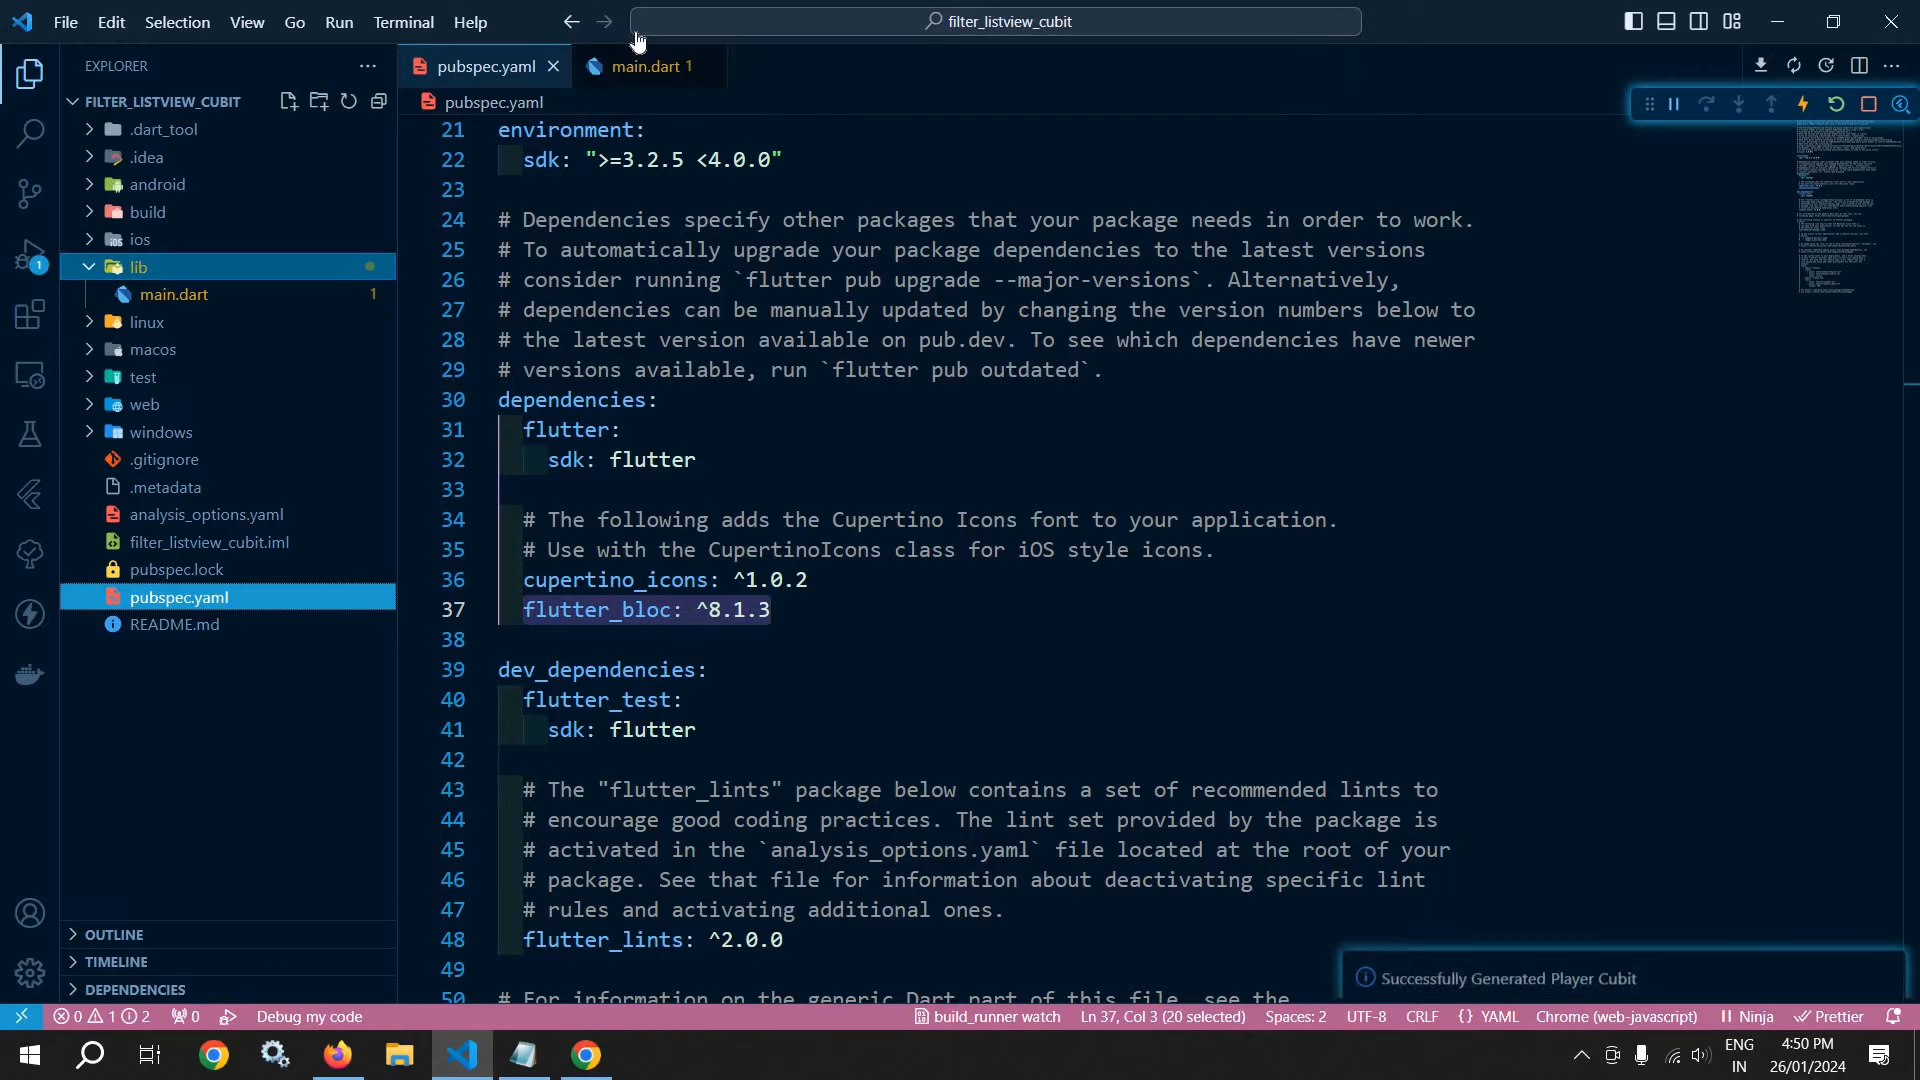 File Edit Selection View Go Run Terminal Help
filter_listview_cubit
EXPLORER
pubspec.yaml
main.dart 1
FILTER_LISTVIEW_CUBIT
pubspec.yaml
.dart_tool
.idea
android
build
ios
lib
main.dart 1
linux
macos
test
web
windows
.gitignore
.metadata
analysis_options.yaml
filter_listview_cubit.iml
pubspec.lock
pubspec.yaml
README.md
OUTLINE
TIMELINE
DEPENDENCIES
1
21 environment:
22 sdk: ">=3.2.5 <4.0.0"
23
24 # Dependencies specify other packages that your package needs in order to work.
25 # To automatically upgrade your package dependencies to the latest versions
26 # consider running `flutter pub upgrade --major-versions`. Alternatively,
27 # dependencies can be manually updated by changing the version numbers below to
28 # the latest version available on pub.dev. To see which dependencies have newer
29 # versions available, run `flutter pub outdated`.
30 dependencies:
31 flutter:
32 sdk: flutter
33
34 # The following adds the Cupertino Icons font to your application.
35 # Use with the CupertinoIcons class for iOS style icons.
36 cupertino_icons: ^1.0.2
37 flutter_bloc: ^8.1.3
38
39 dev_dependencies:
40 flutter_test:
41 sdk: flutter
42
43 # The "flutter_lints" package below contains a set of recommended lints to
44 # encourage good coding practices. The lint set provided by the package is
45 # activated in the `analysis_options.yaml` file located at the root of your
46 # package. See that file for information about deactivating specific lint
47 # rules and activating additional ones.
48 flutter_lints: ^2.0.0
49
50 # For information on the generic Dart part of this file, see the
Successfully Generated Player Cubit
0 1 2 0 Debug my code build_runner watch Ln 37, Col 3 (20 selected) Spaces: 2 UTF-8 CRLF {} YAML Chrome (web-javascript) Ninja Prettier
ENG
IN
4:50 PM
26/01/2024